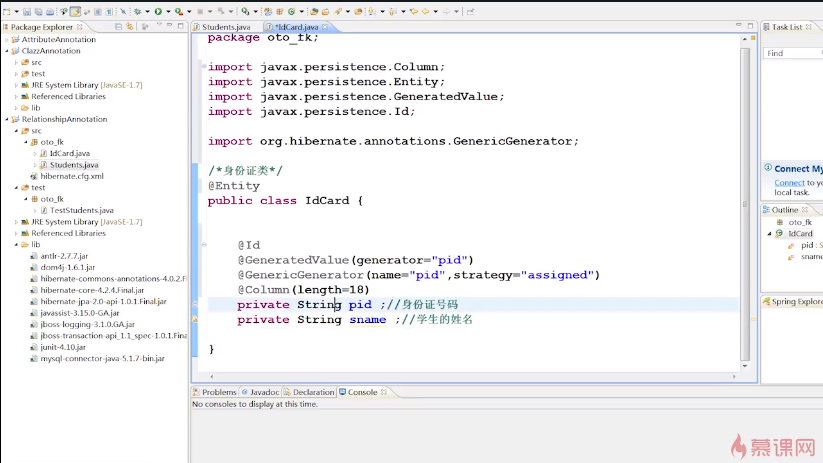 Package Explorer
AttributeAnnotation
ClazzAnnotation
src
test
JRE System Library [JavaSE-1.7]
Referenced Libraries
lib
RelationshipAnnotation
src
oto_fk
IdCard.java
Students.java
hibernate.cfg.xml
test
oto_fk
TestStudents.java
JRE System Library [JavaSE-1.7]
Referenced Libraries
lib
antlr-2.7.7.jar
dom4j-1.6.1.jar
hibernate-commons-annotations-4.0.2.F
hibernate-core-4.2.4.Final.jar
hibernate-jpa-2.0-api-1.0.1.Final.jar
javassist-3.15.0-GA.jar
jboss-logging-3.1.0.GA.jar
jboss-transaction-api_1.1_spec-1.0.1.Final
junit-4.10.jar
mysql-connector-java-5.1.7-bin.jar
Students.java
*IdCard.java
package oto_fk;
import javax.persistence.Column;
import javax.persistence.Entity;
import javax.persistence.GeneratedValue;
import javax.persistence.Id;
import org.hibernate.annotations.GenericGenerator;
/*身份证类*/
@Entity
public class IdCard {
@Id
@GeneratedValue(generator="pid")
@GenericGenerator(name="pid",strategy="assigned")
@Column(length=18)
private String pid ;//身份证号码
private String sname ;//学生的姓名
}
Problems
@ Javadoc
Declaration
Console
No consoles to display at this time.
Task List
Find
Connect My
Connect to your
local task.
Outline
oto_fk
IdCard
pid : S
sname
Spring Explorer
慕课网